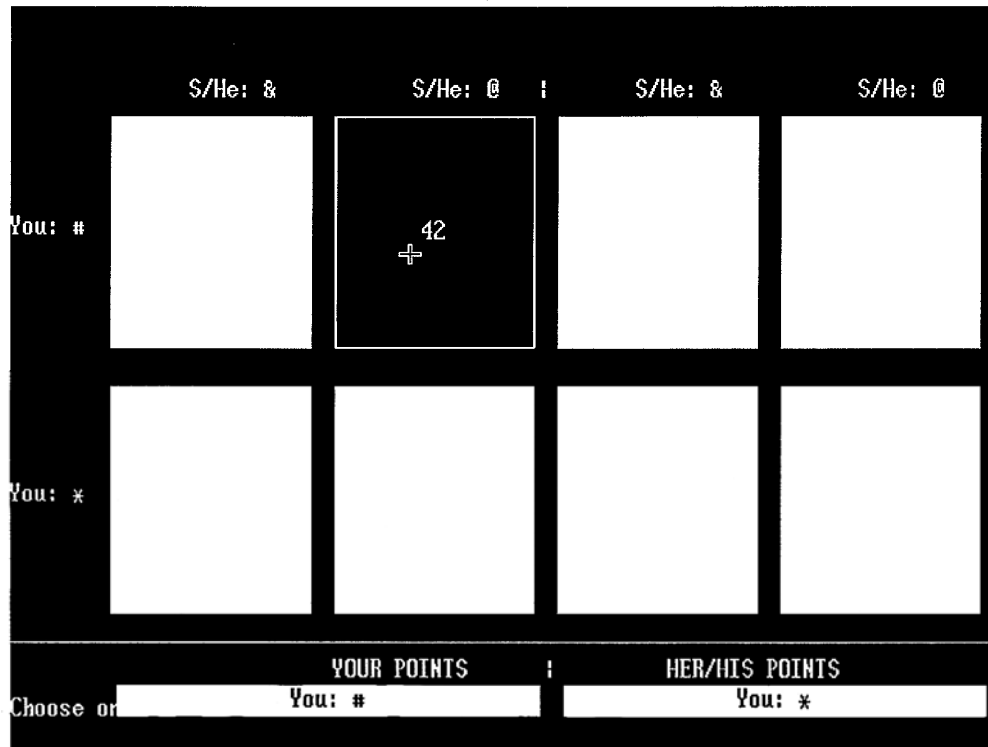 S/He: & S/He: @ ¦ S/He: & S/He: @
You: #
42
You: *
YOUR POINTS ¦ HER/HIS POINTS
Choose or You: # You: *